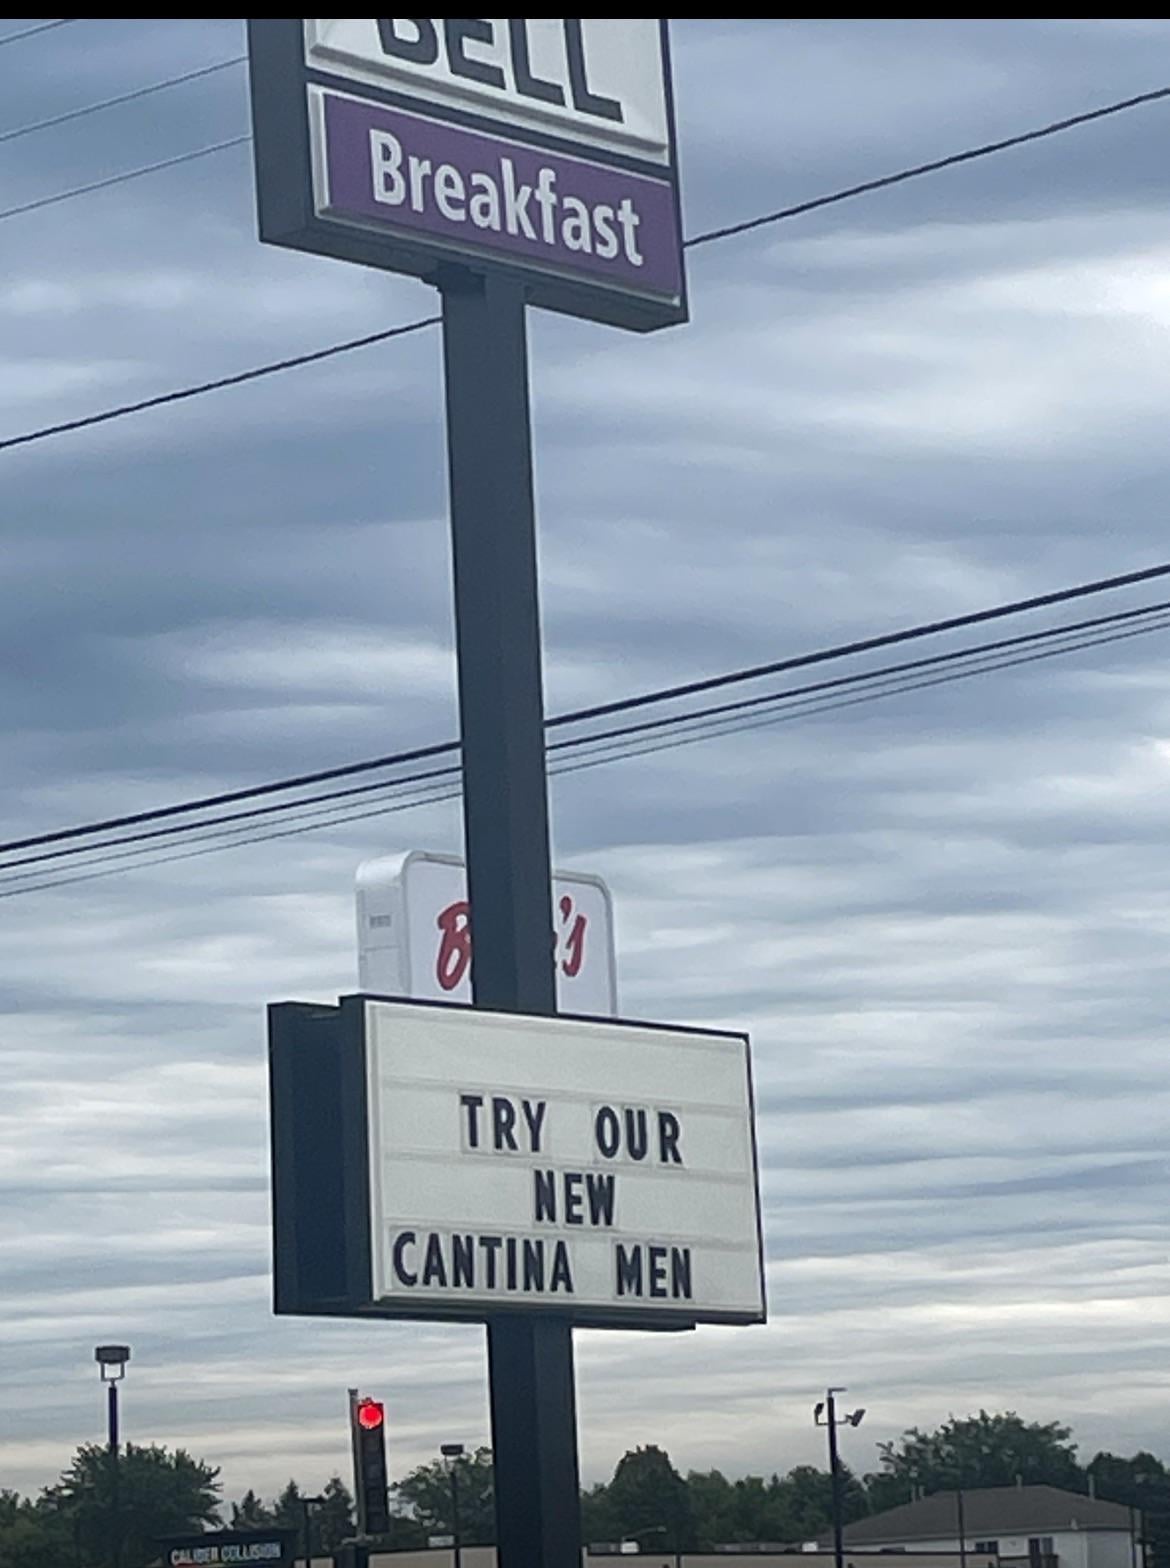 BELL
Breakfast
TRY OUR
NEW
CANTINA MEN
CALIBER COLLISION